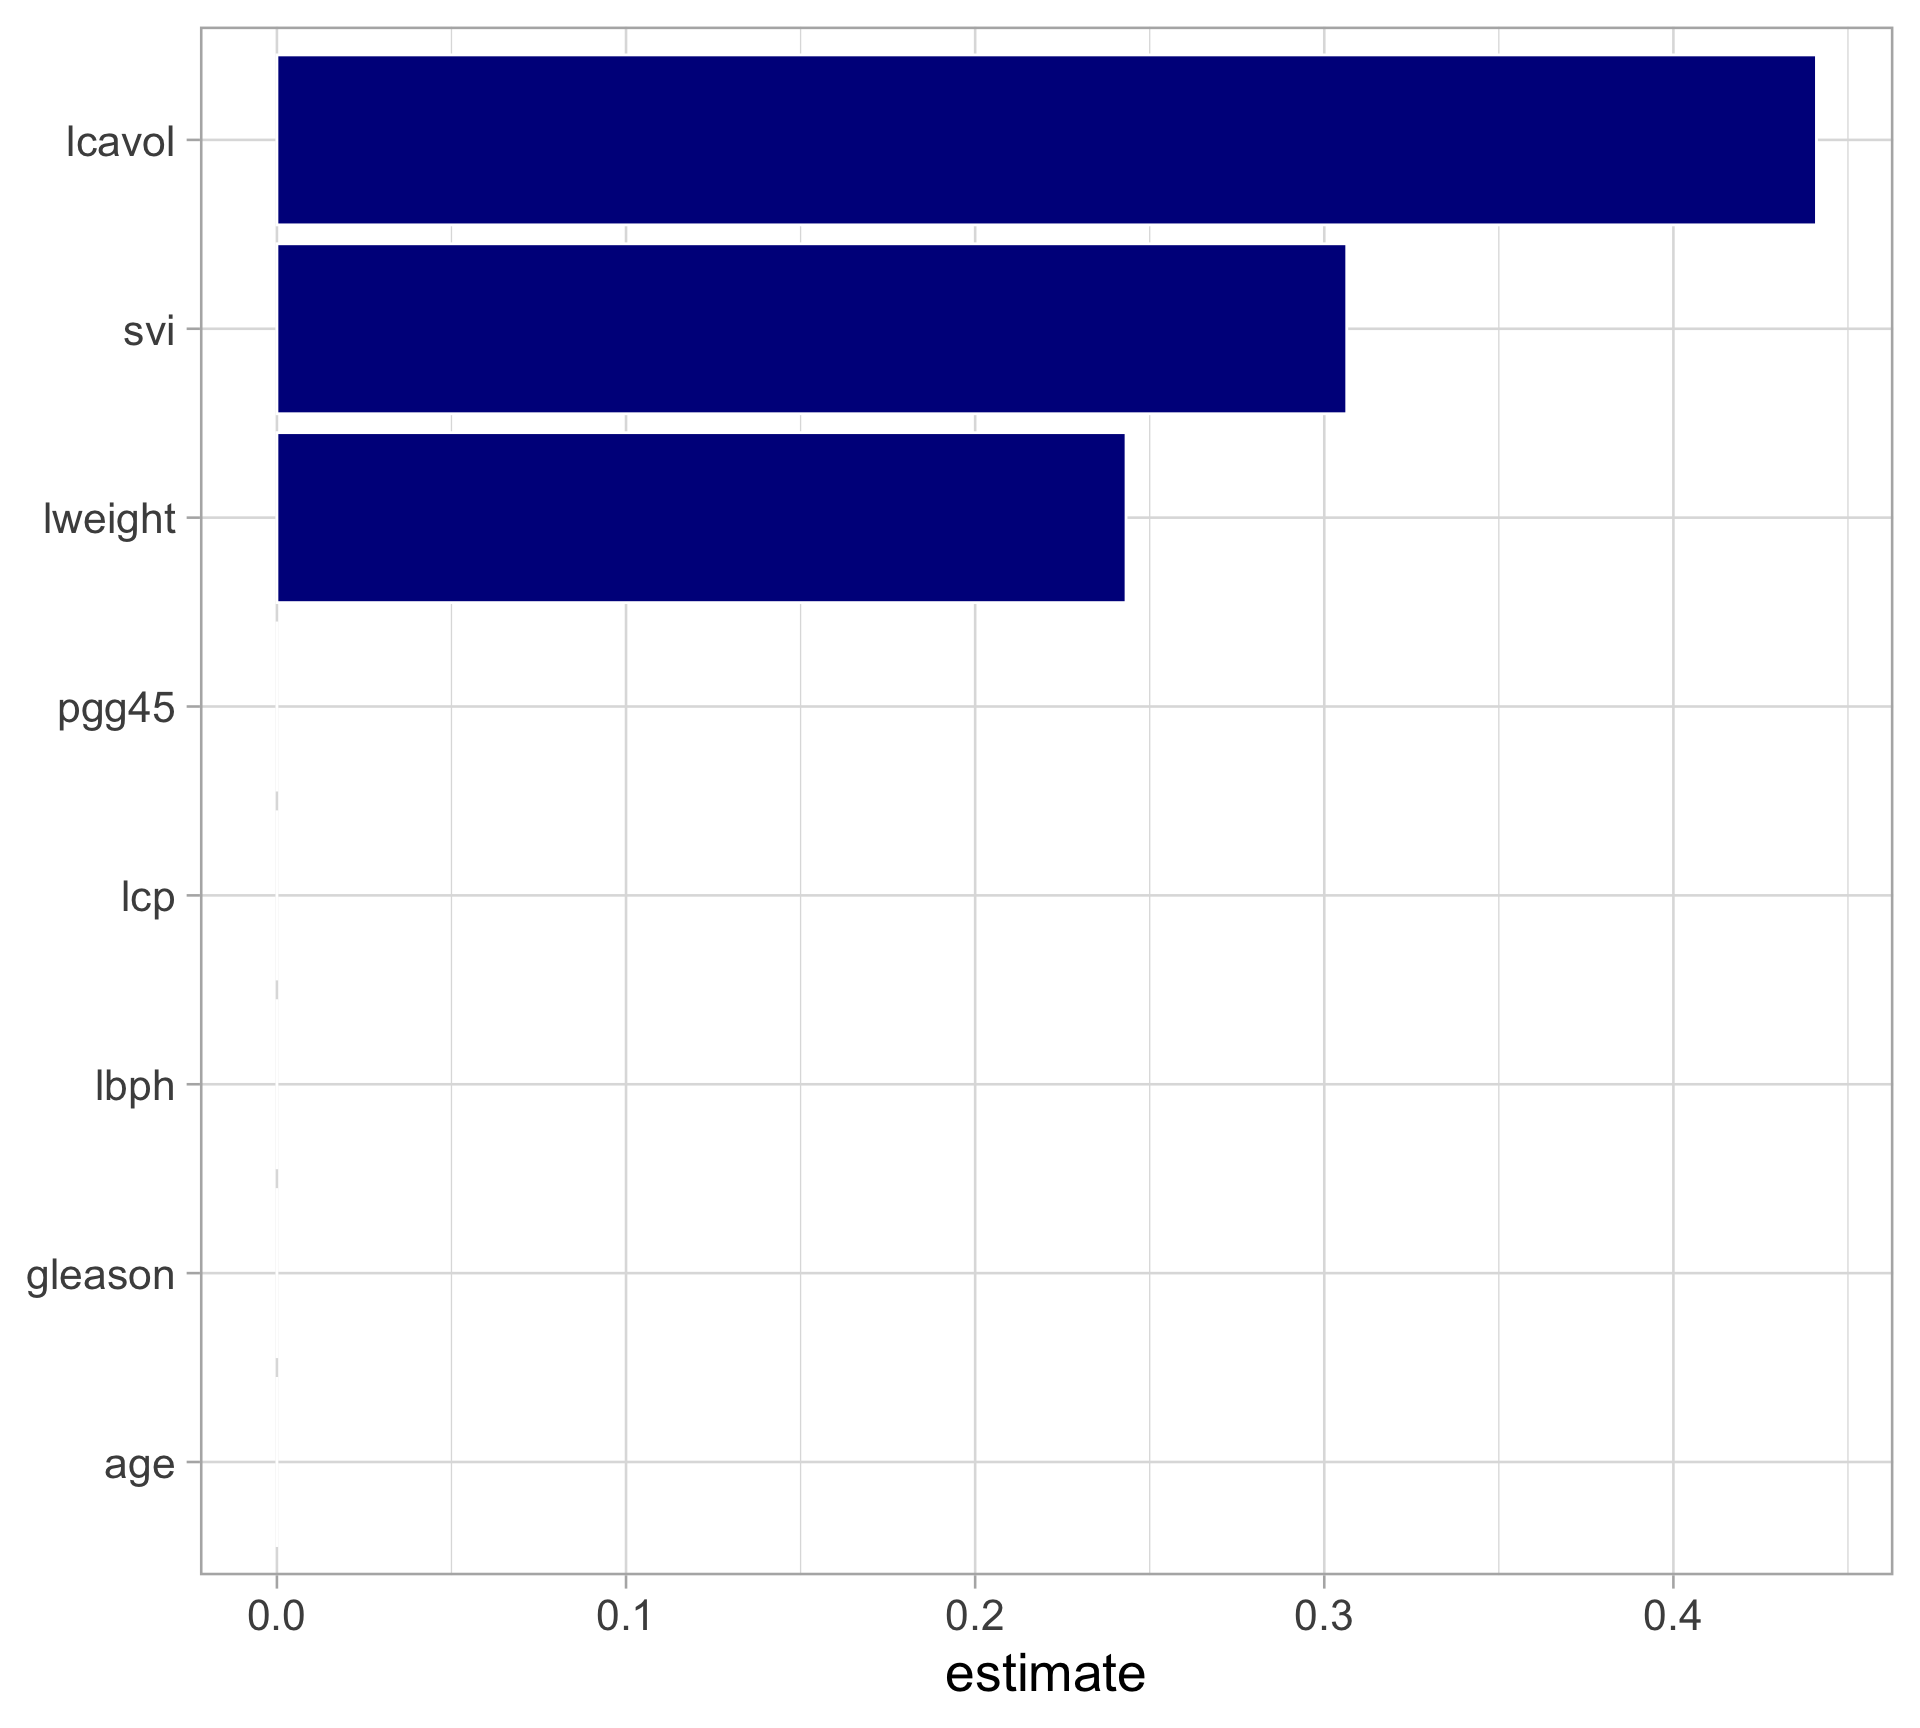 lcavol
svi
lweight
pgg45
lcp
lbph
gleason
age
0.0 0.1 0.2 0.3 0.4
estimate